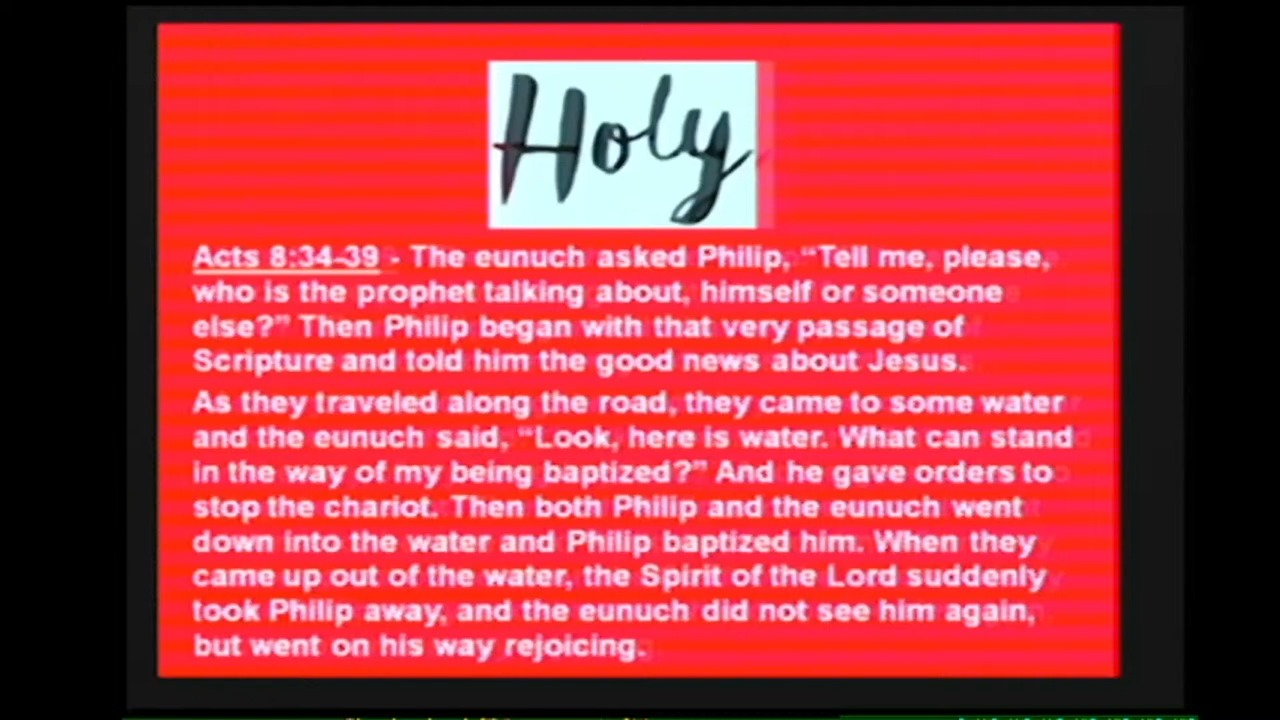 Holy
Acts 8:34-39 - The eunuch asked Philip, “Tell me, please,
who is the prophet talking about, himself or someone
else?” Then Philip began with that very passage of
Scripture and told him the good news about Jesus.
As they traveled along the road, they came to some water
and the eunuch said, “Look, here is water. What can stand
in the way of my being baptized?” And he gave orders to
stop the chariot. Then both Philip and the eunuch went
down into the water and Philip baptized him. When they
came up out of the water, the Spirit of the Lord suddenly
took Philip away, and the eunuch did not see him again,
but went on his way rejoicing.